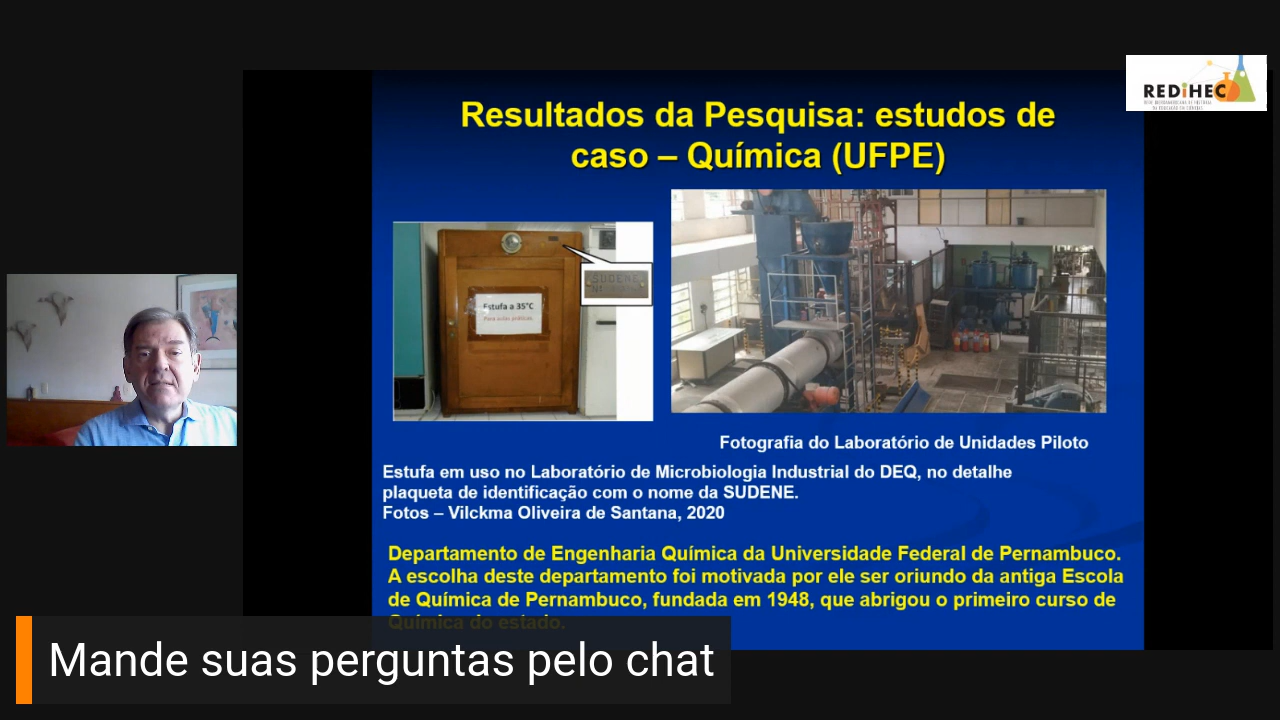 REDiHEC
Resultados da Pesquisa: estudos de
caso – Química (UFPE)
SUDENE
Estufa a 35°C
Para aulas práticas
Fotografia do Laboratório de Unidades Piloto
Estufa em uso no Laboratório de Microbiologia Industrial do DEQ, no detalhe
plaqueta de identificação com o nome da SUDENE.
Fotos – Vilckma Oliveira de Santana, 2020
Departamento de Engenharia Química da Universidade Federal de Pernambuco.
A escolha deste departamento foi motivada por ele ser oriundo da antiga Escola
de Química de Pernambuco, fundada em 1948, que abrigou o primeiro curso de
Química do estado.
Mande suas perguntas pelo chat